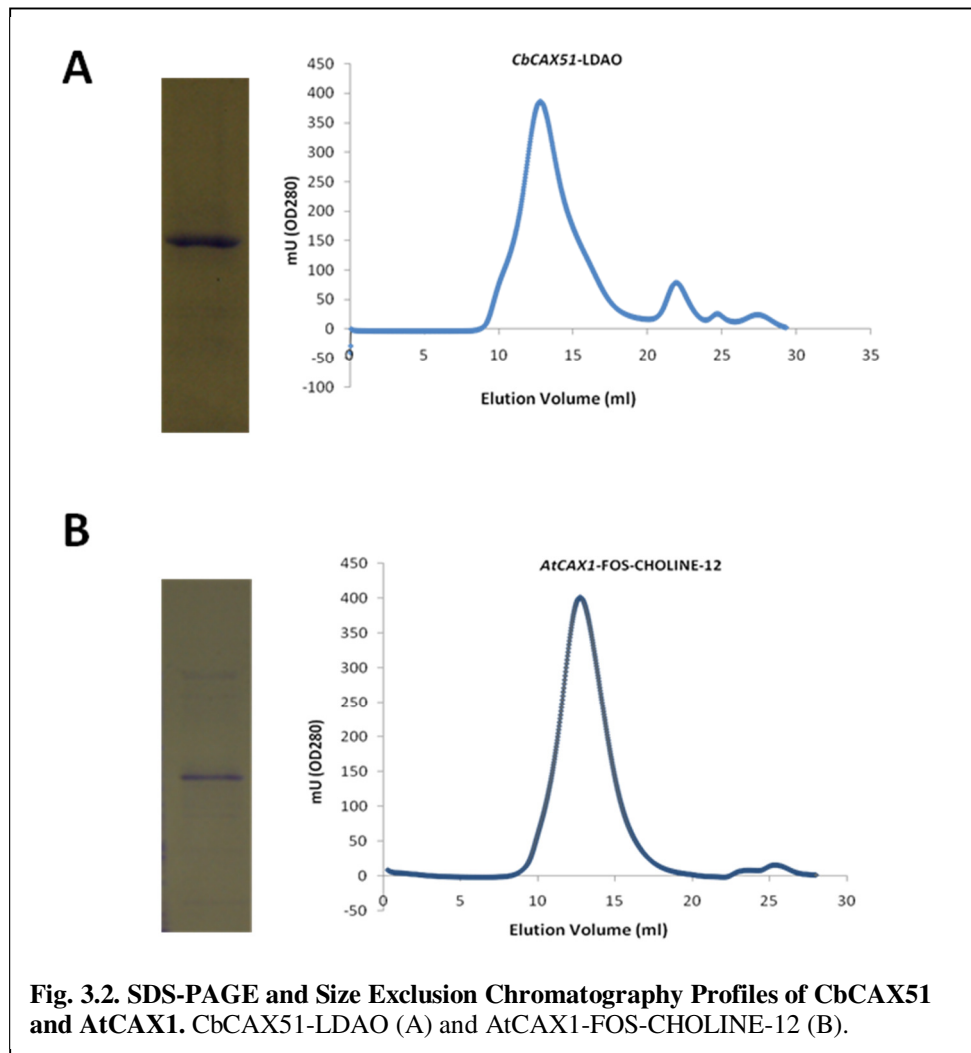 A
CbCAX51-LDAO
450
400
350
300
250
200
150
100
50
0
-50
-100
mU (OD280)
0 5 10 15 20 25 30 35
Elution Volume (ml)
B
AtCAX1-FOS-CHOLINE-12
450
400
350
300
250
200
150
100
50
0
-50
mU (OD280)
0 5 10 15 20 25 30
Elution Volume (ml)
Fig. 3.2. SDS-PAGE and Size Exclusion Chromatography Profiles of CbCAX51
and AtCAX1. CbCAX51-LDAO (A) and AtCAX1-FOS-CHOLINE-12 (B).